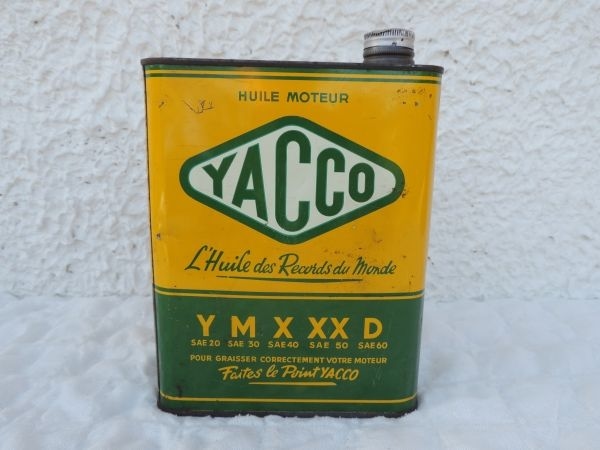 HUILE MOTEUR
YACCO
L'Huile des Records du Monde
Y M X XX D
SAE 20 SAE 30 SAE 40 SAE 50 SAE 60
POUR GRAISSER CORRECTEMENT VOTRE MOTEUR
Faites le Point YACCO